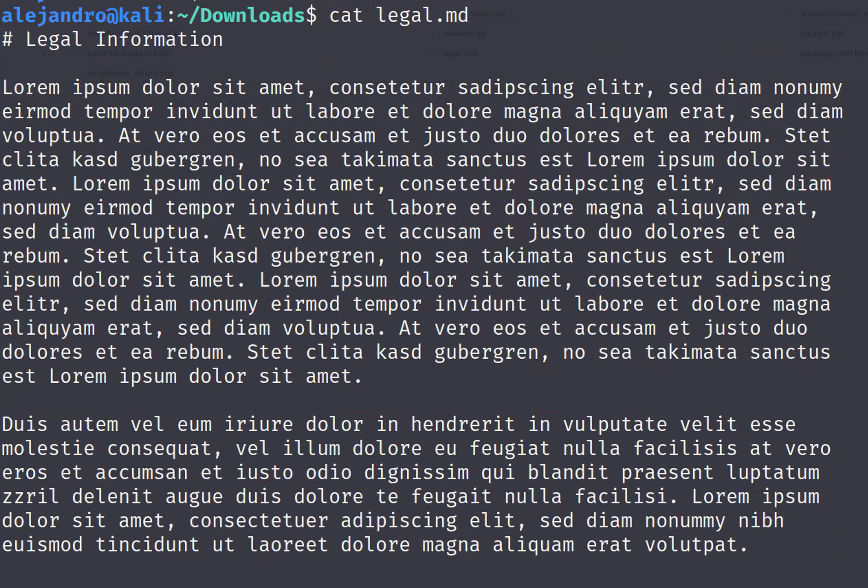 alejandro@kali:~/Downloads$ cat legal.md
# Legal Information
Lorem ipsum dolor sit amet, consetetur sadipscing elitr, sed diam nonumy
eirmod tempor invidunt ut labore et dolore magna aliquyam erat, sed diam
voluptua. At vero eos et accusam et justo duo dolores et ea rebum. Stet
clita kasd gubergren, no sea takimata sanctus est Lorem ipsum dolor sit
amet. Lorem ipsum dolor sit amet, consetetur sadipscing elitr, sed diam
nonumy eirmod tempor invidunt ut labore et dolore magna aliquyam erat,
sed diam voluptua. At vero eos et accusam et justo duo dolores et ea
rebum. Stet clita kasd gubergren, no sea takimata sanctus est Lorem
ipsum dolor sit amet. Lorem ipsum dolor sit amet, consetetur sadipscing
elitr, sed diam nonumy eirmod tempor invidunt ut labore et dolore magna
aliquyam erat, sed diam voluptua. At vero eos et accusam et justo duo
dolores et ea rebum. Stet clita kasd gubergren, no sea takimata sanctus
est Lorem ipsum dolor sit amet.
Duis autem vel eum iriure dolor in hendrerit in vulputate velit esse
molestie consequat, vel illum dolore eu feugiat nulla facilisis at vero
eros et accumsan et iusto odio dignissim qui blandit praesent luptatum
zzril delenit augue duis dolore te feugait nulla facilisi. Lorem ipsum
dolor sit amet, consectetuer adipiscing elit, sed diam nonummy nibh
euismod tincidunt ut laoreet dolore magna aliquam erat volutpat.